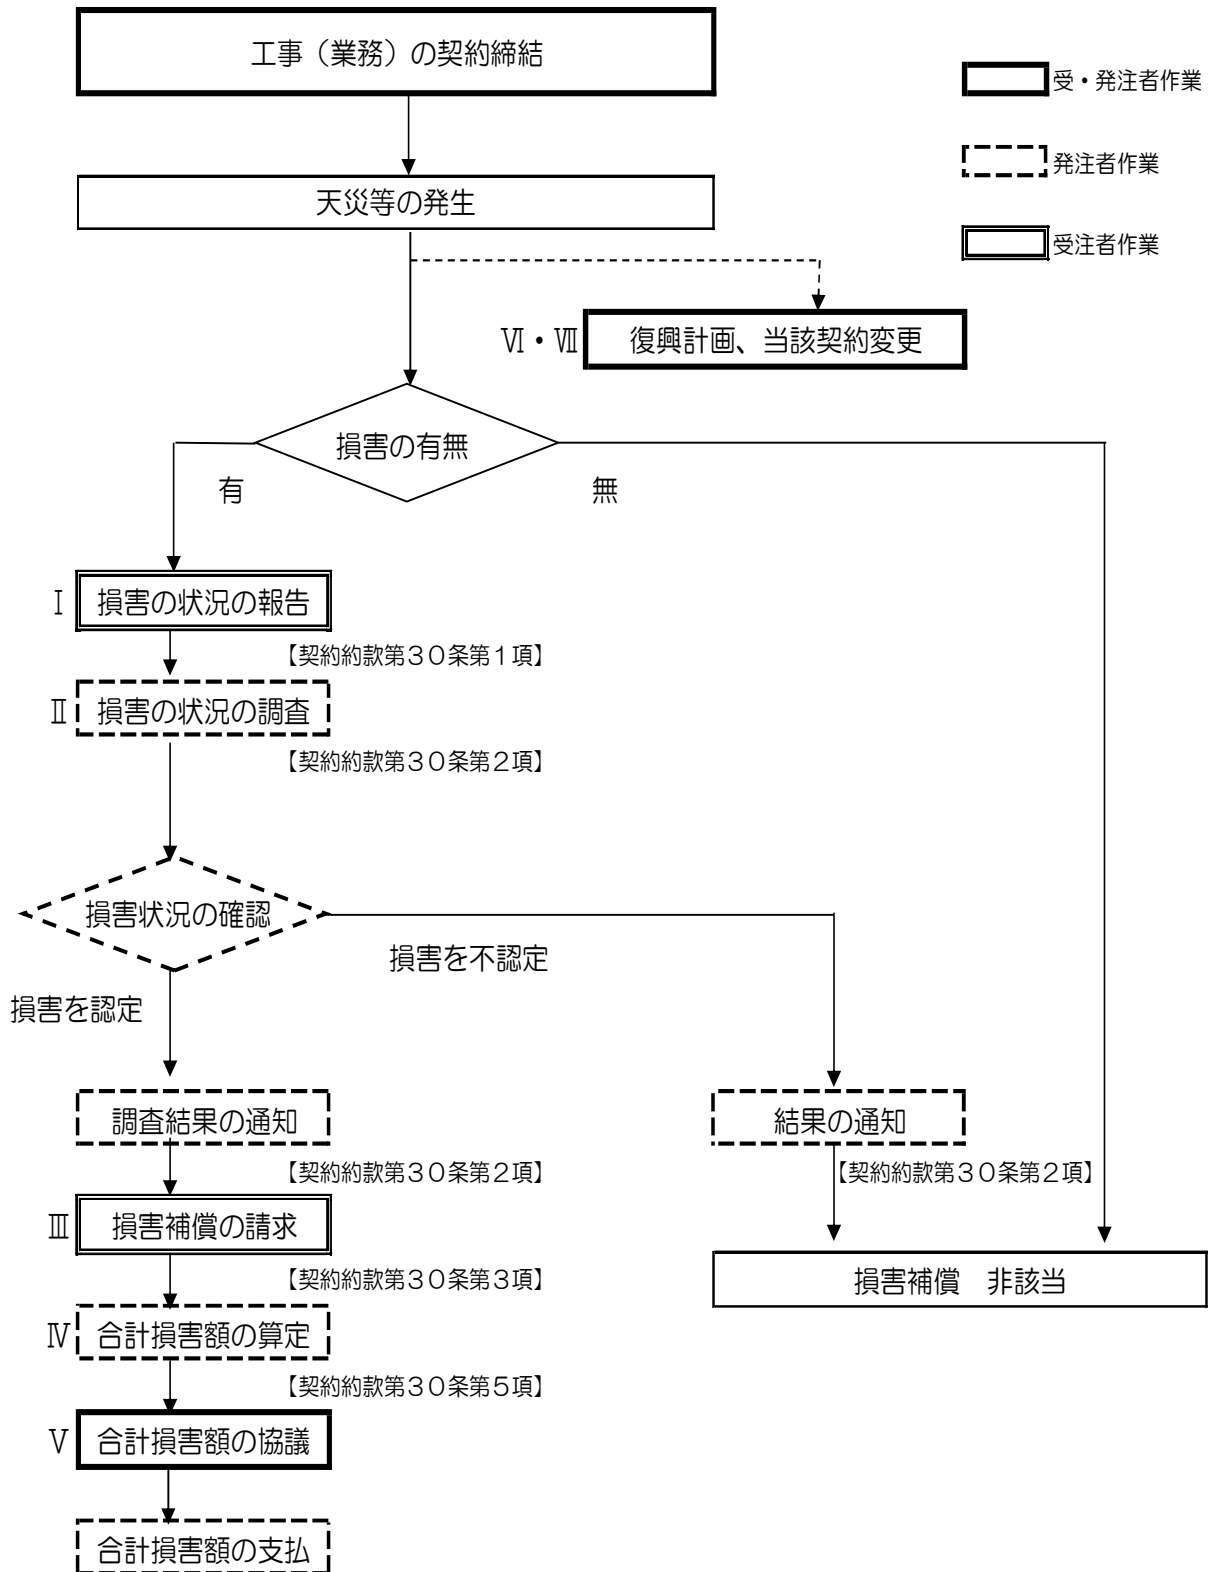 工事（業務）の契約締結
受・発注者作業
発注者作業
天災等の発生
受注者作業
Ⅵ・Ⅶ
復興計画、当該契約変更
損害の有無
有
無
Ⅰ
損害の状況の報告
【契約約款第３０条第１項】
Ⅱ
損害の状況の調査
【契約約款第３０条第２項】
損害状況の確認
損害を不認定
損害を認定
調査結果の通知
結果の通知
【契約約款第３０条第２項】
【契約約款第３０条第２項】
Ⅲ
損害補償の請求
【契約約款第３０条第３項】
損害補償　非該当
Ⅳ
合計損害額の算定
【契約約款第３０条第５項】
Ⅴ
合計損害額の協議
合計損害額の支払